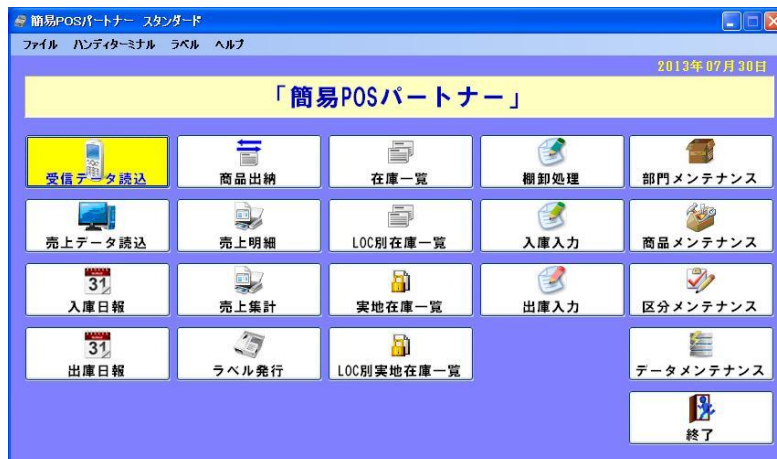 簡易POSパートナー スタンダード
ファイル ハンディターミナル ラベル ヘルプ
2013年07月30日
「簡易POSパートナー」
受信データ読込 商品出納 在庫一覧 棚卸処理 部門メンテナンス
売上データ読込 売上明細 LOC別在庫一覧 入庫入力 商品メンテナンス
31 入庫日報 売上集計 実地在庫一覧 出庫入力 区分メンテナンス
31 出庫日報 ラベル発行 LOC別実地在庫一覧 データメンテナンス
終了